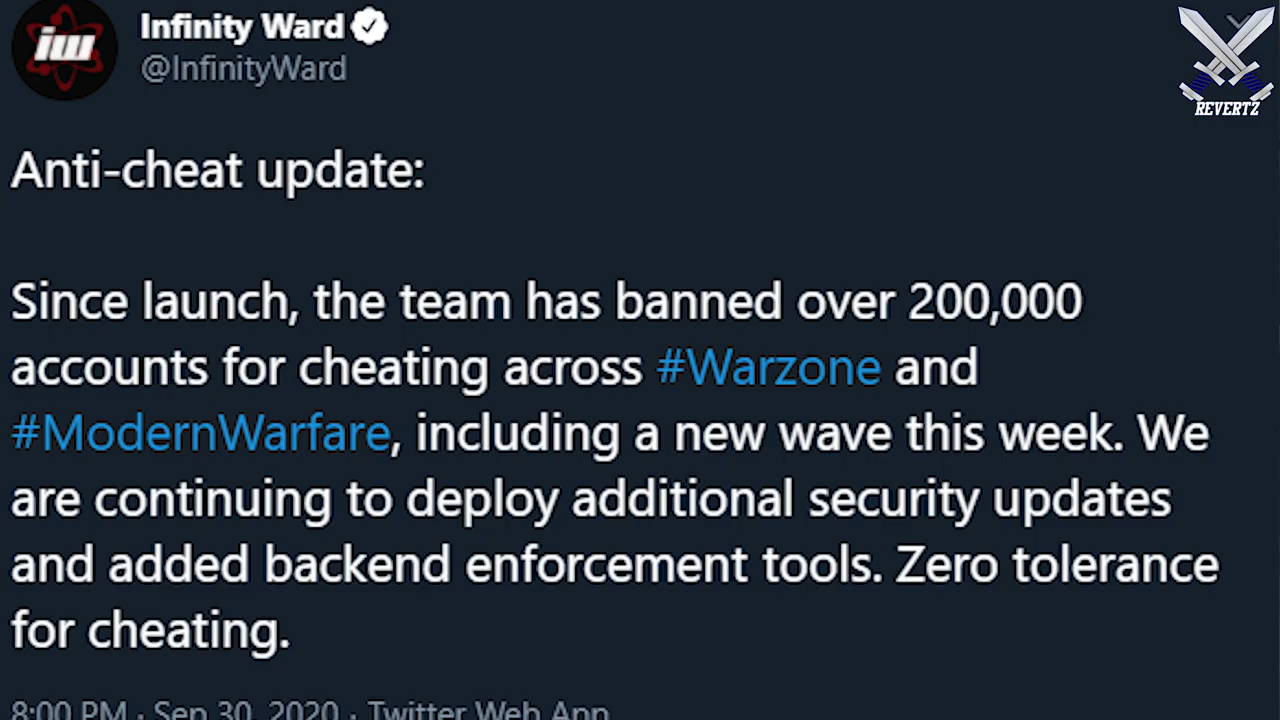 Infinity Ward
@InfinityWard
iw
REVERTZ
Anti-cheat update:
Since launch, the team has banned over 200,000
accounts for cheating across #Warzone and
#ModernWarfare, including a new wave this week. We
are continuing to deploy additional security updates
and added backend enforcement tools. Zero tolerance
for cheating.
8:00 PM · Sep 30, 2020 · Twitter Web App